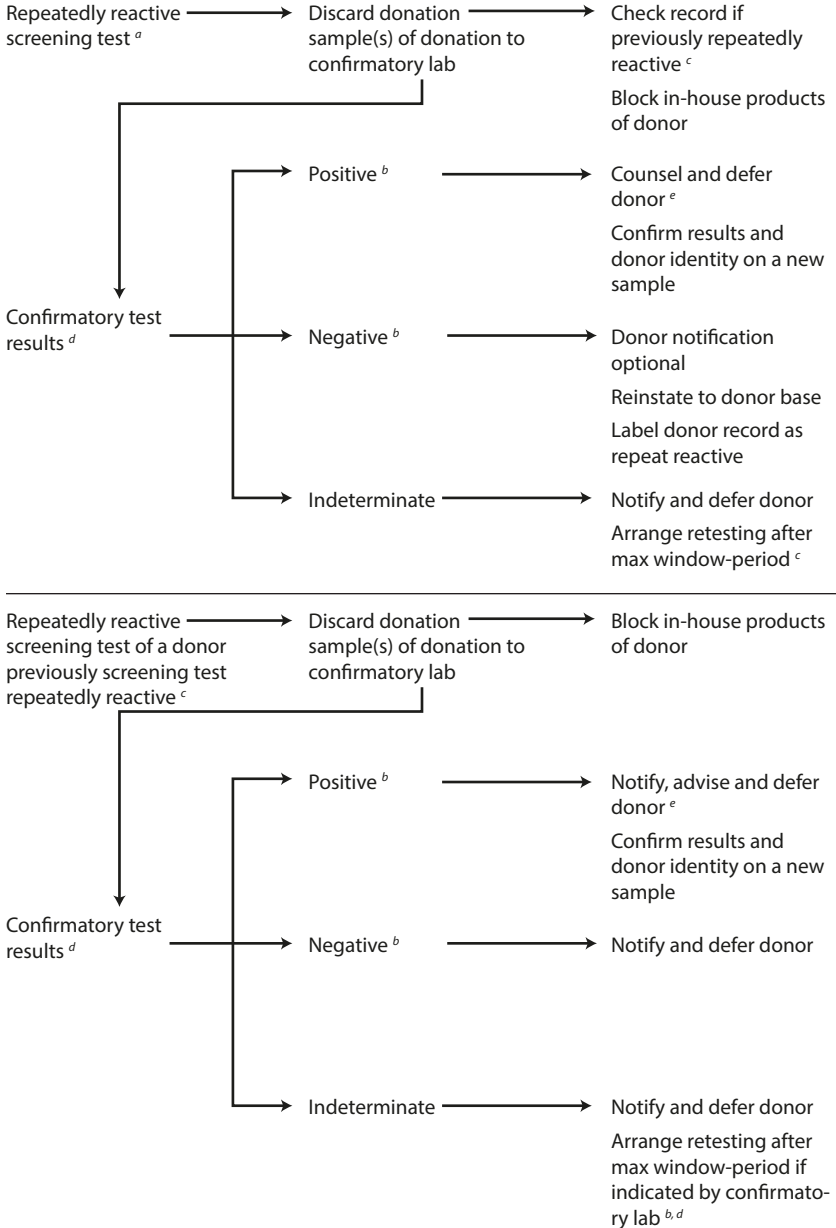 Repeatedly reactive
screening test a
Discard donation
sample(s) of donation to
confirmatory lab
Check record if
previously repeatedly
reactive c
Block in-house products
of donor
Confirmatory test
results d
Positive b
Counsel and defer
donor e
Confirm results and
donor identity on a new
sample
Negative b
Donor notification
optional
Reinstate to donor base
Label donor record as
repeat reactive
Indeterminate
Notify and defer donor
Arrange retesting after
max window-period c
Repeatedly reactive
screening test of a donor
previously screening test
repeatedly reactive c
Discard donation
sample(s) of donation to
confirmatory lab
Block in-house products
of donor
Confirmatory test
results d
Positive b
Notify, advise and defer
donor e
Confirm results and
donor identity on a new
sample
Negative b
Notify and defer donor
Indeterminate
Notify and defer donor
Arrange retesting after
max window-period if
indicated by confirmato-
ry lab b, d